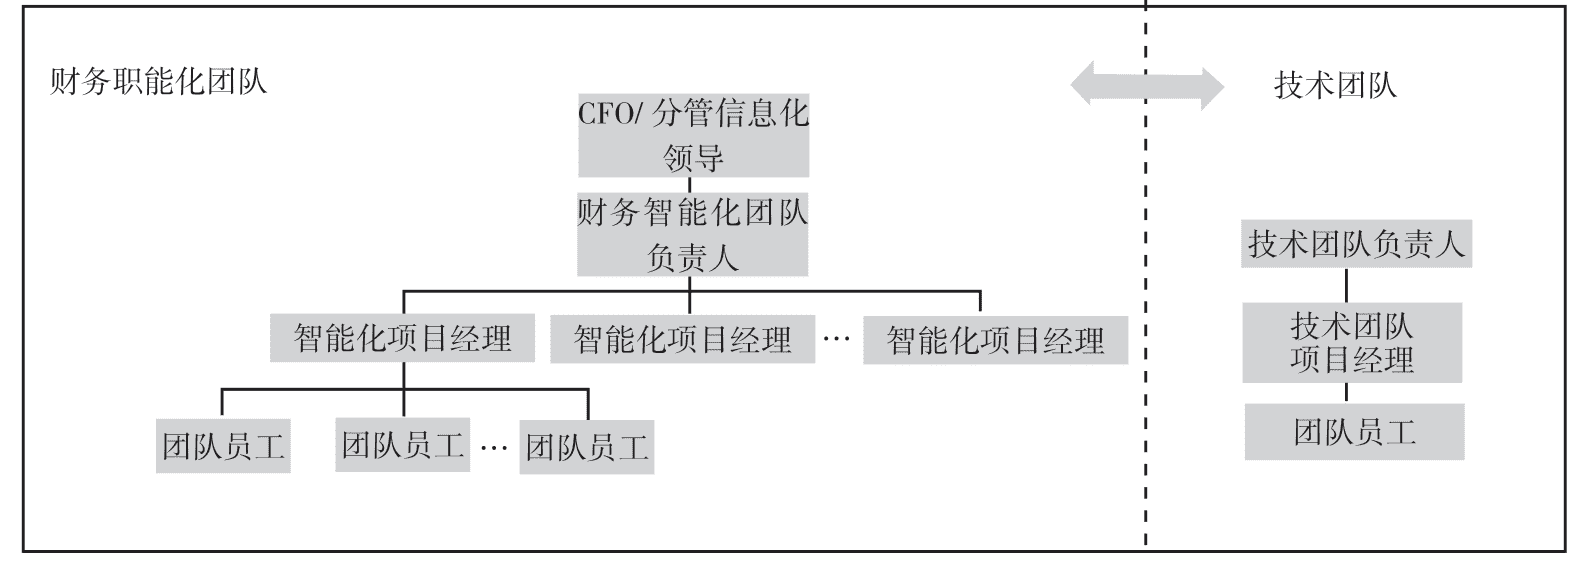 财务职能化团队
技术团队
CFO/分管信息化
领导
财务智能化团队
负责人
智能化项目经理
智能化项目经理
…
智能化项目经理
团队员工
团队员工
…
团队员工
技术团队负责人
技术团队
项目经理
团队员工